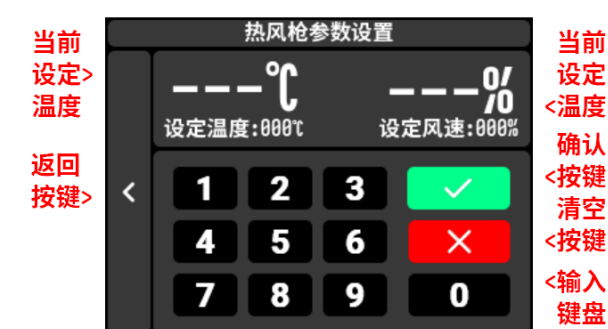 热风枪参数设置
当前
设定>
温度
返回
按键>
<
---℃
---%
设定温度:000℃
设定风速:000%
1 2 3
4 5 6
7 8 9 0
当前
设定
<温度
确认
<按键
清空
<按键
<输入
键盘